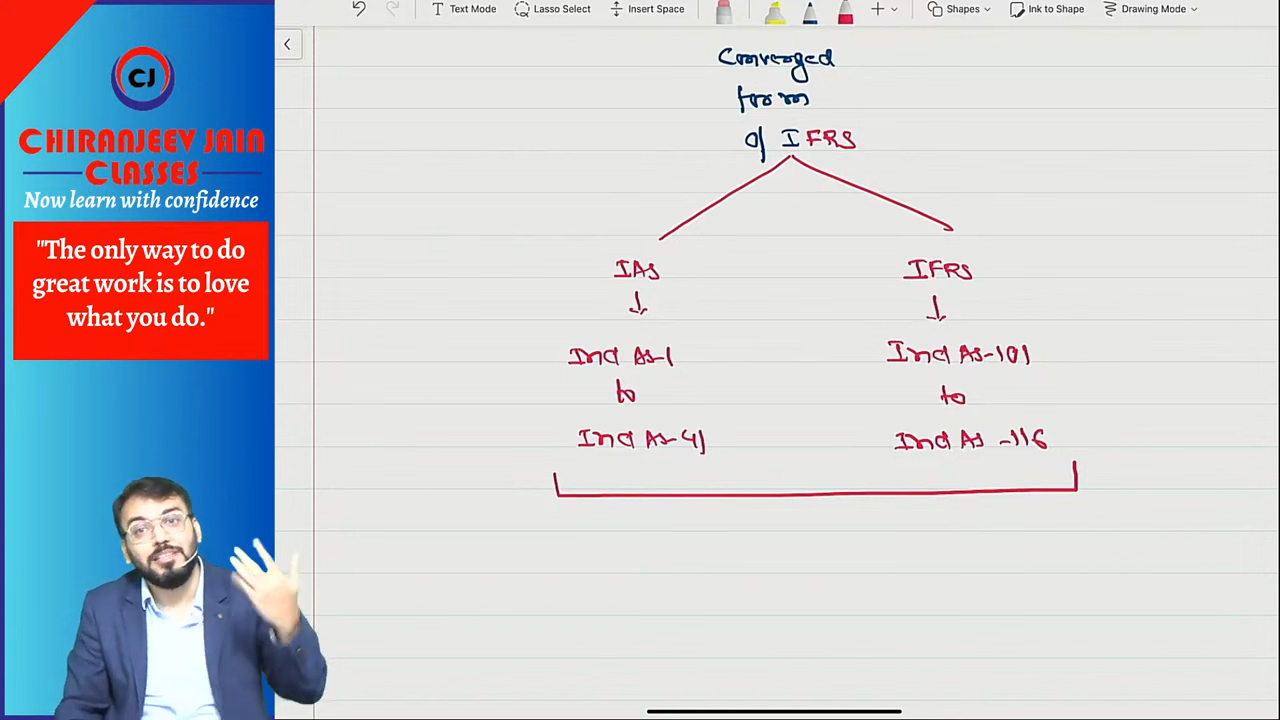 Text Mode
Lasso Select
Insert Space
Shapes
Ink to Shape
Drawing Mode
CJ
CHIRANJEEV JAIN
CLASSES
Now learn with confidence
"The only way to do
great work is to love
what you do."
Converged
form
of IFRS
IAS
IFRS
Ind As-1
Ind As-101
to
to
Ind As-41
Ind As -116